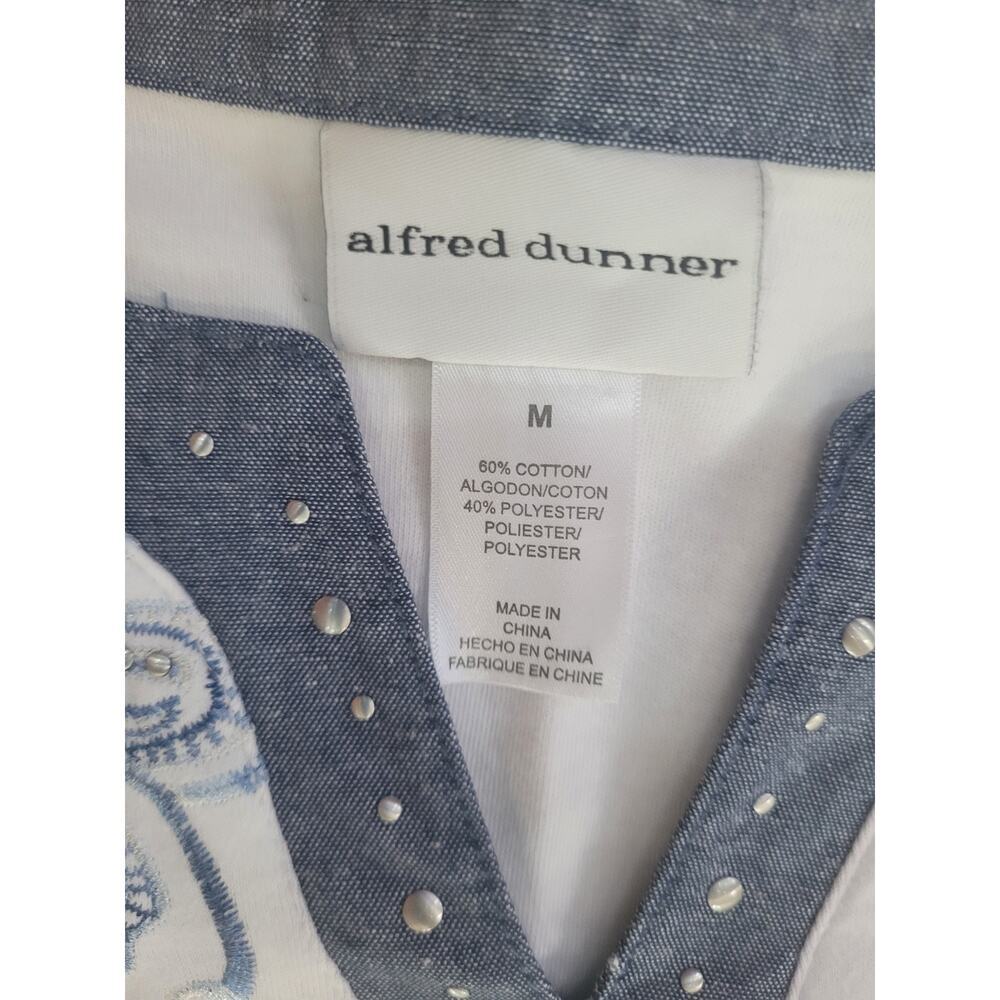 alfred dunner
M
60% COTTON/
ALGODON/COTON
40% POLYESTER/
POLIESTER/
POLYESTER
MADE IN
CHINA
HECHO EN CHINA
FABRIQUE EN CHINE